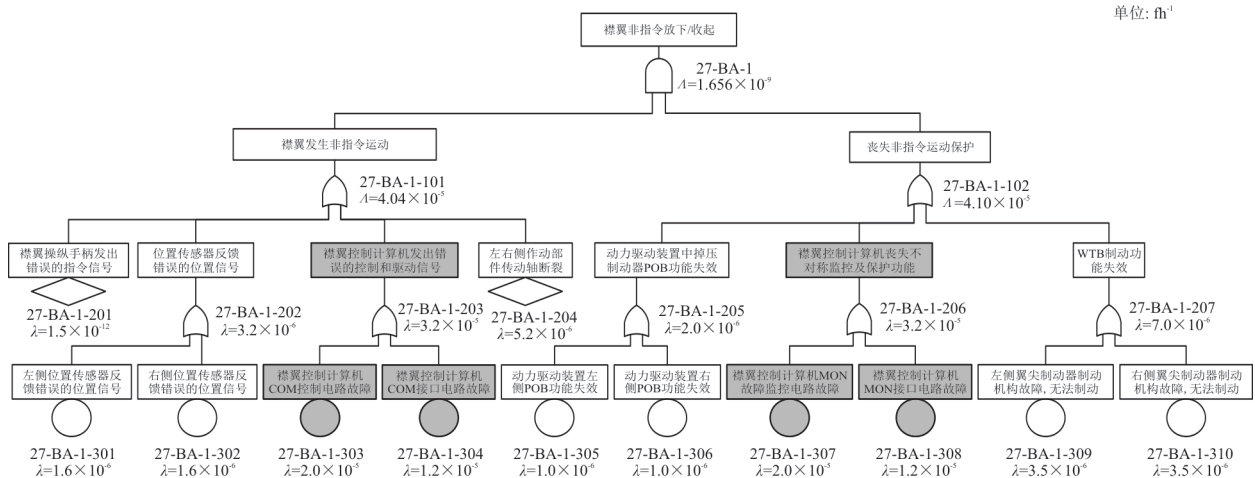 单位: fh⁻¹
襟翼非指令放下/收起
27-BA-1
Λ=1.656×10⁻⁹
襟翼发生非指令运动
丧失非指令运动保护
27-BA-1-101
Λ=4.04×10⁻⁵
27-BA-1-102
Λ=4.10×10⁻⁵
襟翼操纵手柄发出
错误的指令信号
位置传感器反馈
错误的位置信号
襟翼控制计算机发出错
误的控制和驱动信号
左右侧作动部
件传动轴断裂
动力驱动装置中掉压
制动器POB功能失效
襟翼控制计算机丧失不
对称监控及保护功能
WTB制动功
能失效
27-BA-1-201
λ=1.5×10⁻¹²
27-BA-1-202
λ=3.2×10⁻⁶
27-BA-1-203
λ=3.2×10⁻⁵
27-BA-1-204
λ=5.2×10⁻⁶
27-BA-1-205
λ=2.0×10⁻⁶
27-BA-1-206
λ=3.2×10⁻⁵
27-BA-1-207
λ=7.0×10⁻⁶
左侧位置传感器反
馈错误的位置信号
右侧位置传感器反
馈错误的位置信号
襟翼控制计算机
COM控制电路故障
襟翼控制计算机
COM接口电路故障
动力驱动装置左
侧POB功能失效
动力驱动装置右
侧POB功能失效
襟翼控制计算机MON
故障监控电路故障
襟翼控制计算机
MON接口电路故障
左侧翼尖制动器制动
机构故障, 无法制动
右侧翼尖制动器制动
机构故障, 无法制动
27-BA-1-301
λ=1.6×10⁻⁶
27-BA-1-302
λ=1.6×10⁻⁶
27-BA-1-303
λ=2.0×10⁻⁵
27-BA-1-304
λ=1.2×10⁻⁵
27-BA-1-305
λ=1.0×10⁻⁶
27-BA-1-306
λ=1.0×10⁻⁶
27-BA-1-307
λ=2.0×10⁻⁵
27-BA-1-308
λ=1.2×10⁻⁵
27-BA-1-309
λ=3.5×10⁻⁶
27-BA-1-310
λ=3.5×10⁻⁶